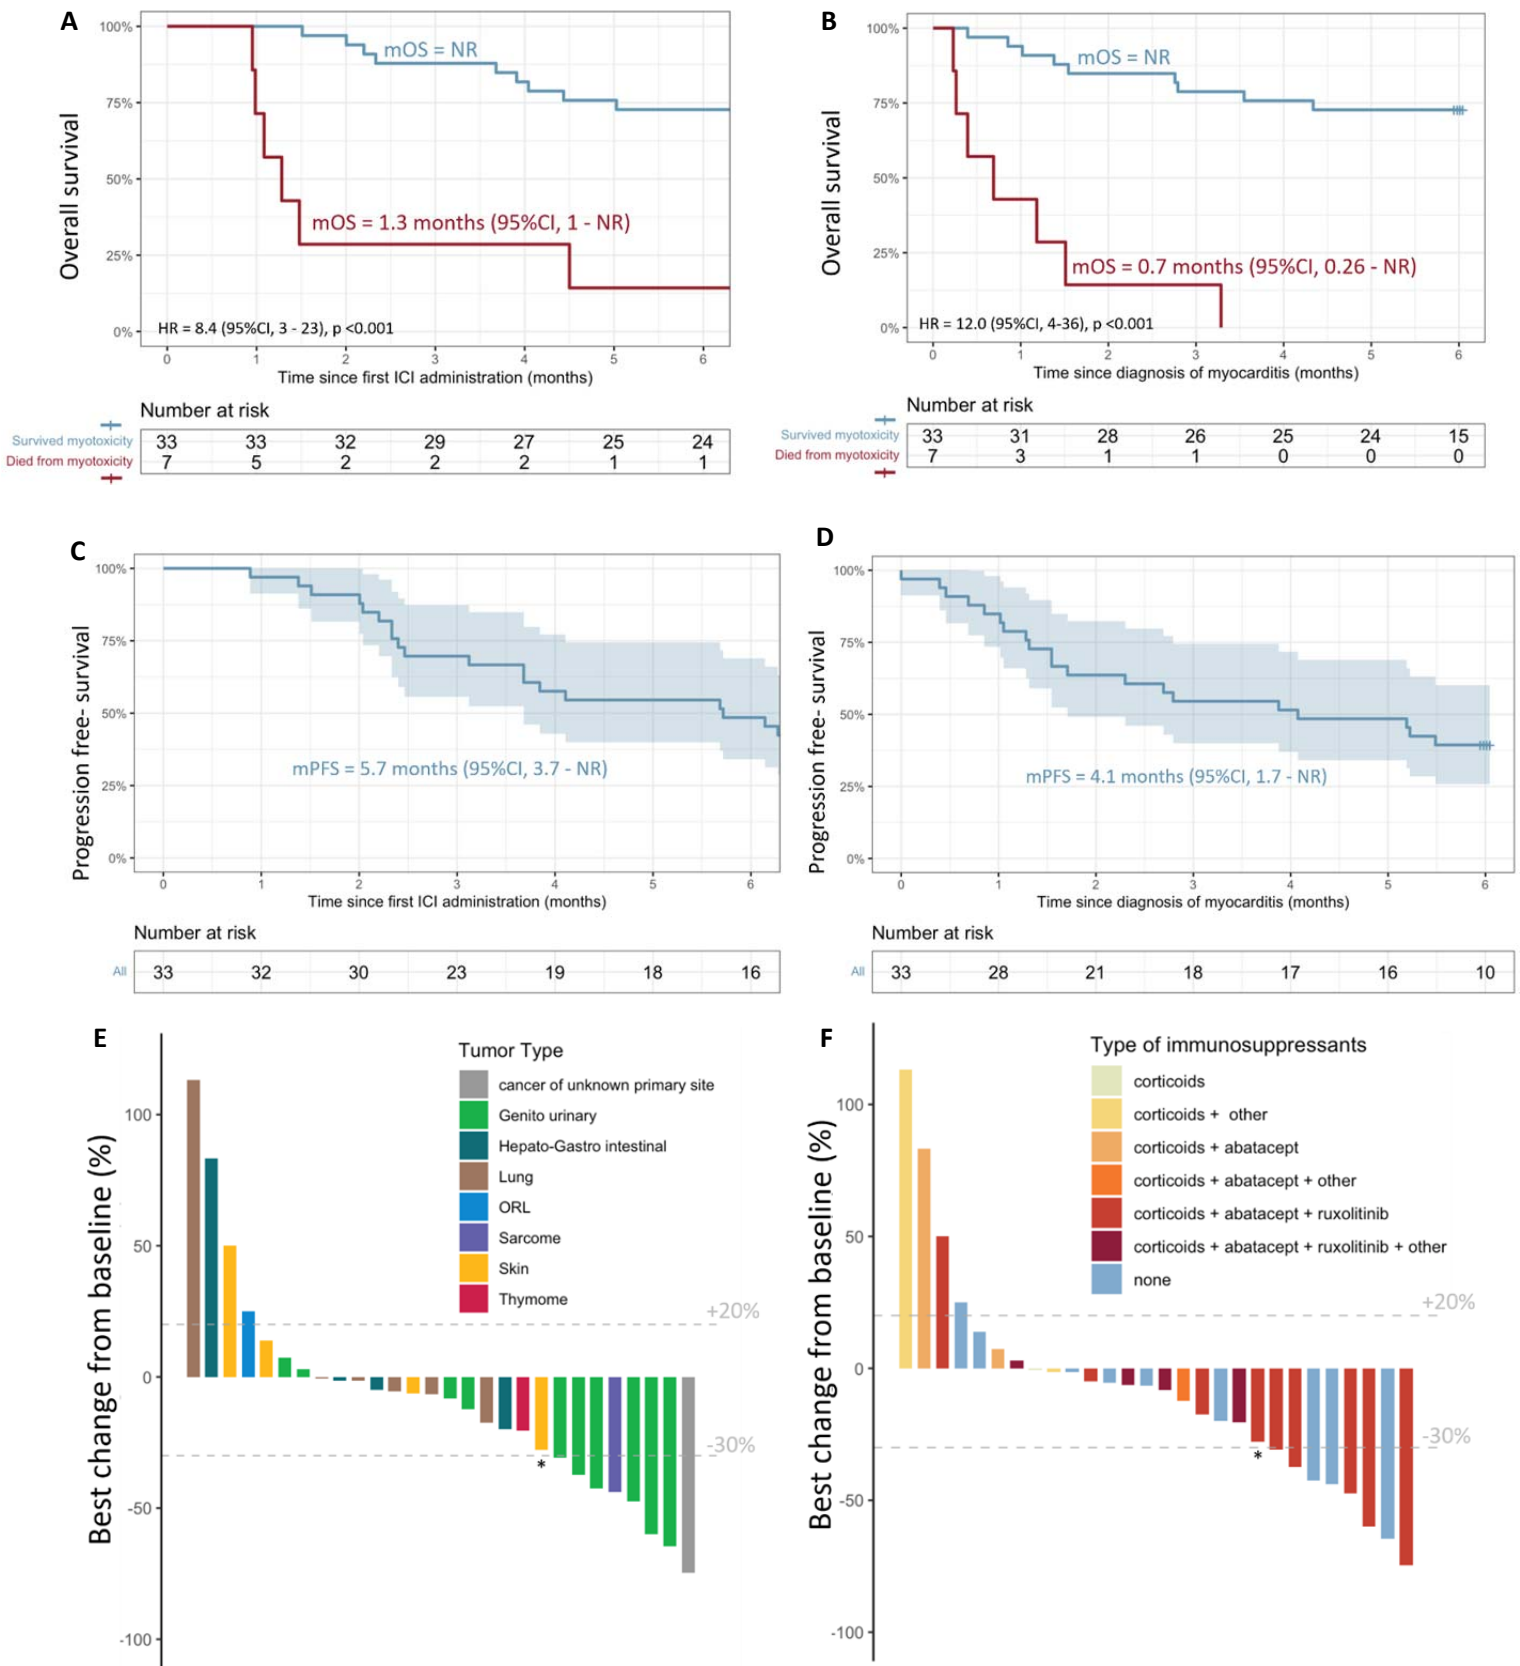 A
100%
75%
50%
25%
0%
Overall survival
mOS = NR
mOS = 1.3 months (95%CI, 1 - NR)
HR = 8.4 (95%CI, 3 - 23), p <0.001
0 1 2 3 4 5 6
Time since first ICI administration (months)
Number at risk
Survived myotoxicity 33 33 32 29 27 25 24
Died from myotoxicity 7 5 2 2 2 1 1
B
100%
75%
50%
25%
0%
Overall survival
mOS = NR
mOS = 0.7 months (95%CI, 0.26 - NR)
HR = 12.0 (95%CI, 4-36), p <0.001
0 1 2 3 4 5 6
Time since diagnosis of myocarditis (months)
Number at risk
Survived myotoxicity 33 31 28 26 25 24 15
Died from myotoxicity 7 3 1 1 0 0 0
C
100%
75%
50%
25%
0%
Progression free- survival
mPFS = 5.7 months (95%CI, 3.7 - NR)
0 1 2 3 4 5 6
Time since first ICI administration (months)
Number at risk
All 33 32 30 23 19 18 16
D
100%
75%
50%
25%
0%
Progression free- survival
mPFS = 4.1 months (95%CI, 1.7 - NR)
0 1 2 3 4 5 6
Time since diagnosis of myocarditis (months)
Number at risk
All 33 28 21 18 17 16 10
E
Best change from baseline (%)
100
50
0
-50
-100
Tumor Type
cancer of unknown primary site
Genito urinary
Hepato-Gastro intestinal
Lung
ORL
Sarcome
Skin
Thymome
+20%
-30%
*
F
Best change from baseline (%)
100
50
0
-50
-100
Type of immunosuppressants
corticoids
corticoids + other
corticoids + abatacept
corticoids + abatacept + other
corticoids + abatacept + ruxolitinib
corticoids + abatacept + ruxolitinib + other
none
+20%
-30%
*